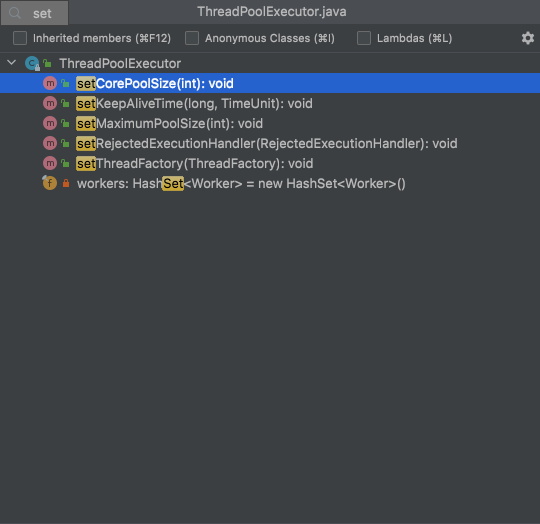 set
ThreadPoolExecutor.java
Inherited members (⌘F12) Anonymous Classes (⌘I) Lambdas (⌘L)
ThreadPoolExecutor
m setCorePoolSize(int): void
m setKeepAliveTime(long, TimeUnit): void
m setMaximumPoolSize(int): void
m setRejectedExecutionHandler(RejectedExecutionHandler): void
m setThreadFactory(ThreadFactory): void
f workers: HashSet<Worker> = new HashSet<Worker>()